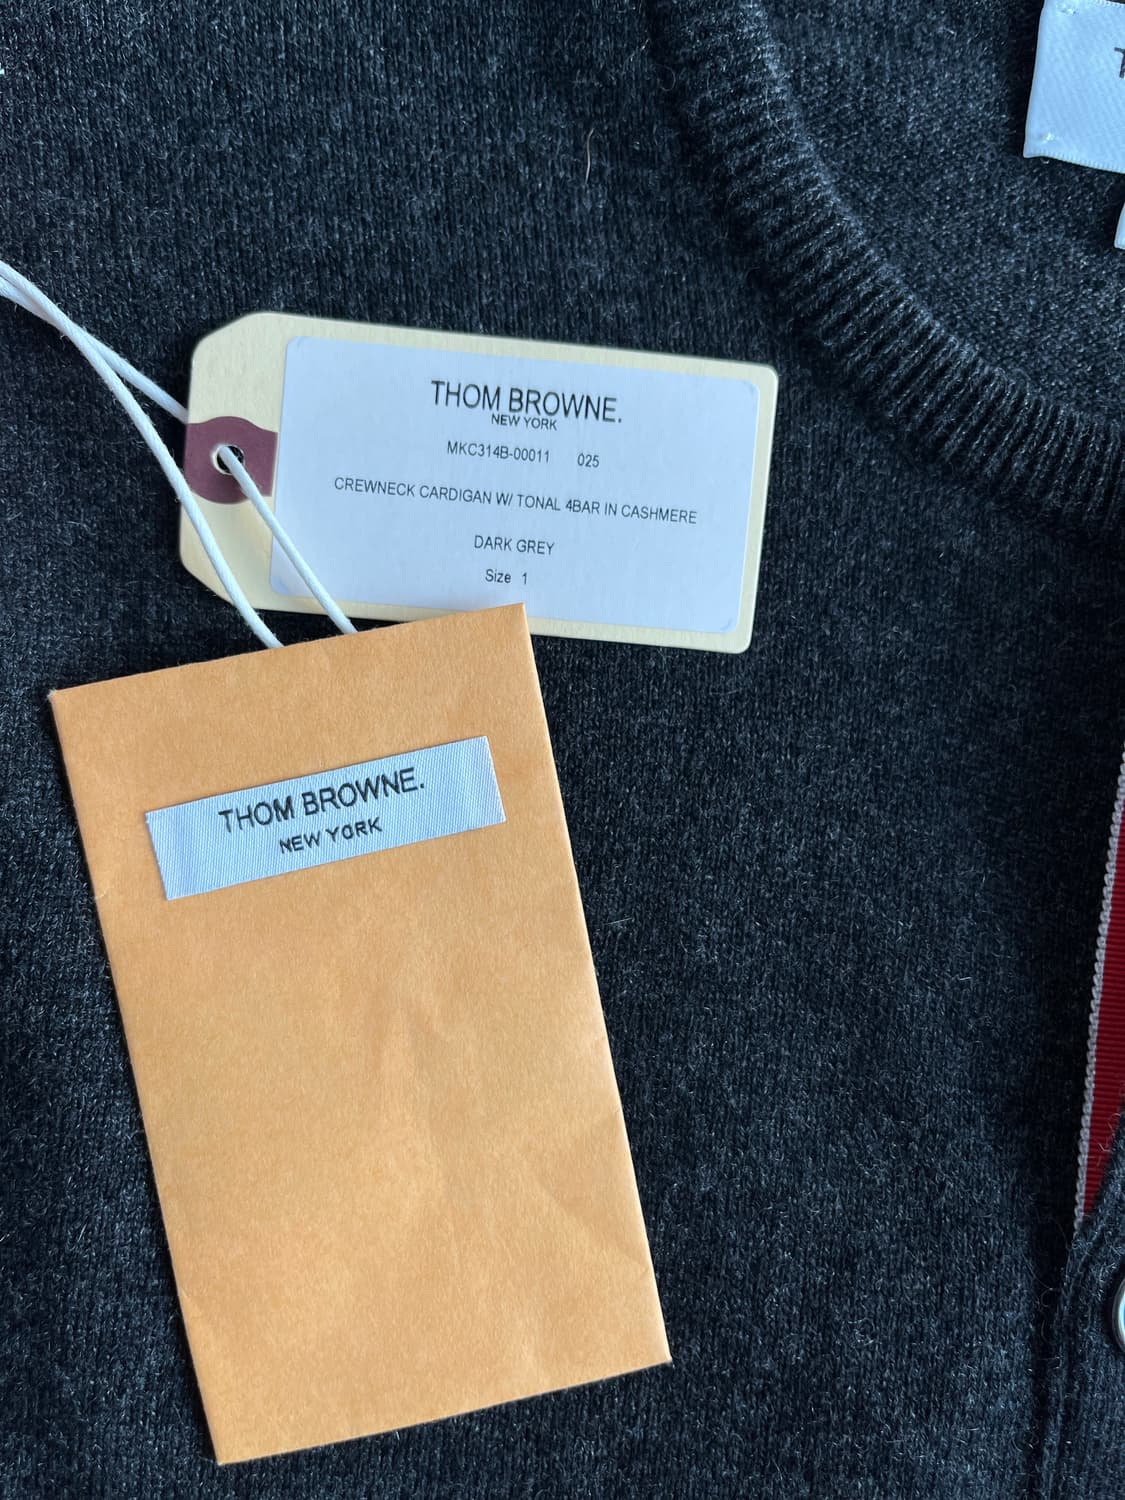 THOM BROWNE.
NEW YORK
MKC314B-00011 025
CREWNECK CARDIGAN W/ TONAL 4BAR IN CASHMERE
DARK GREY
Size 1
THOM BROWNE.
NEW YORK